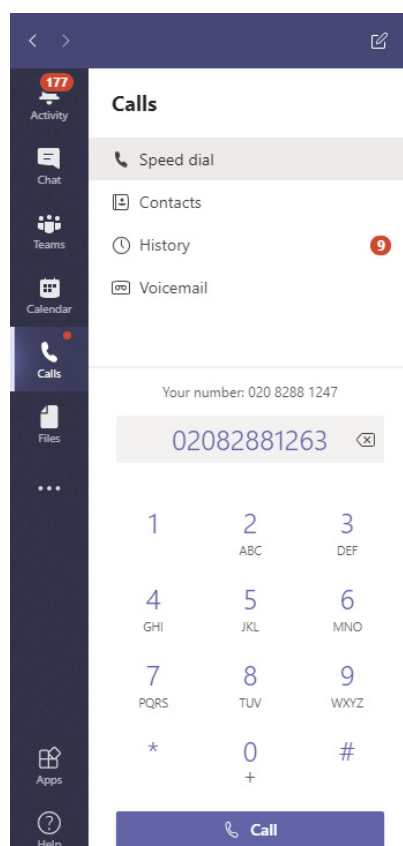 177
Activity
Chat
Teams
Calendar
Calls
Files
Apps
Help
Calls
Speed dial
Contacts
History 9
Voicemail
Your number: 020 8288 1247
02082881263
1 2 3
ABC DEF
4 5 6
GHI JKL MNO
7 8 9
PQRS TUV WXYZ
* 0 #
+
Call